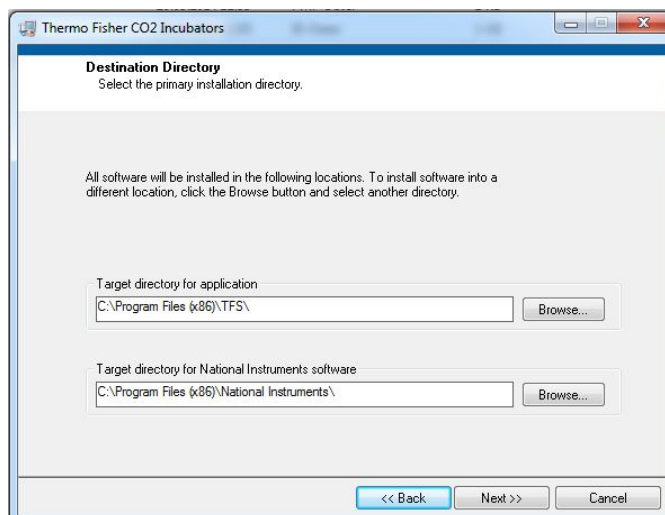 Thermo Fisher CO2 Incubators
Destination Directory
Select the primary installation directory.
All software will be installed in the following locations. To install software into a
different location, click the Browse button and select another directory.
Target directory for application
C:\Program Files (x86)\TFS\
Browse...
Target directory for National Instruments software
C:\Program Files (x86)\National Instruments\
Browse...
<< Back
Next >>
Cancel